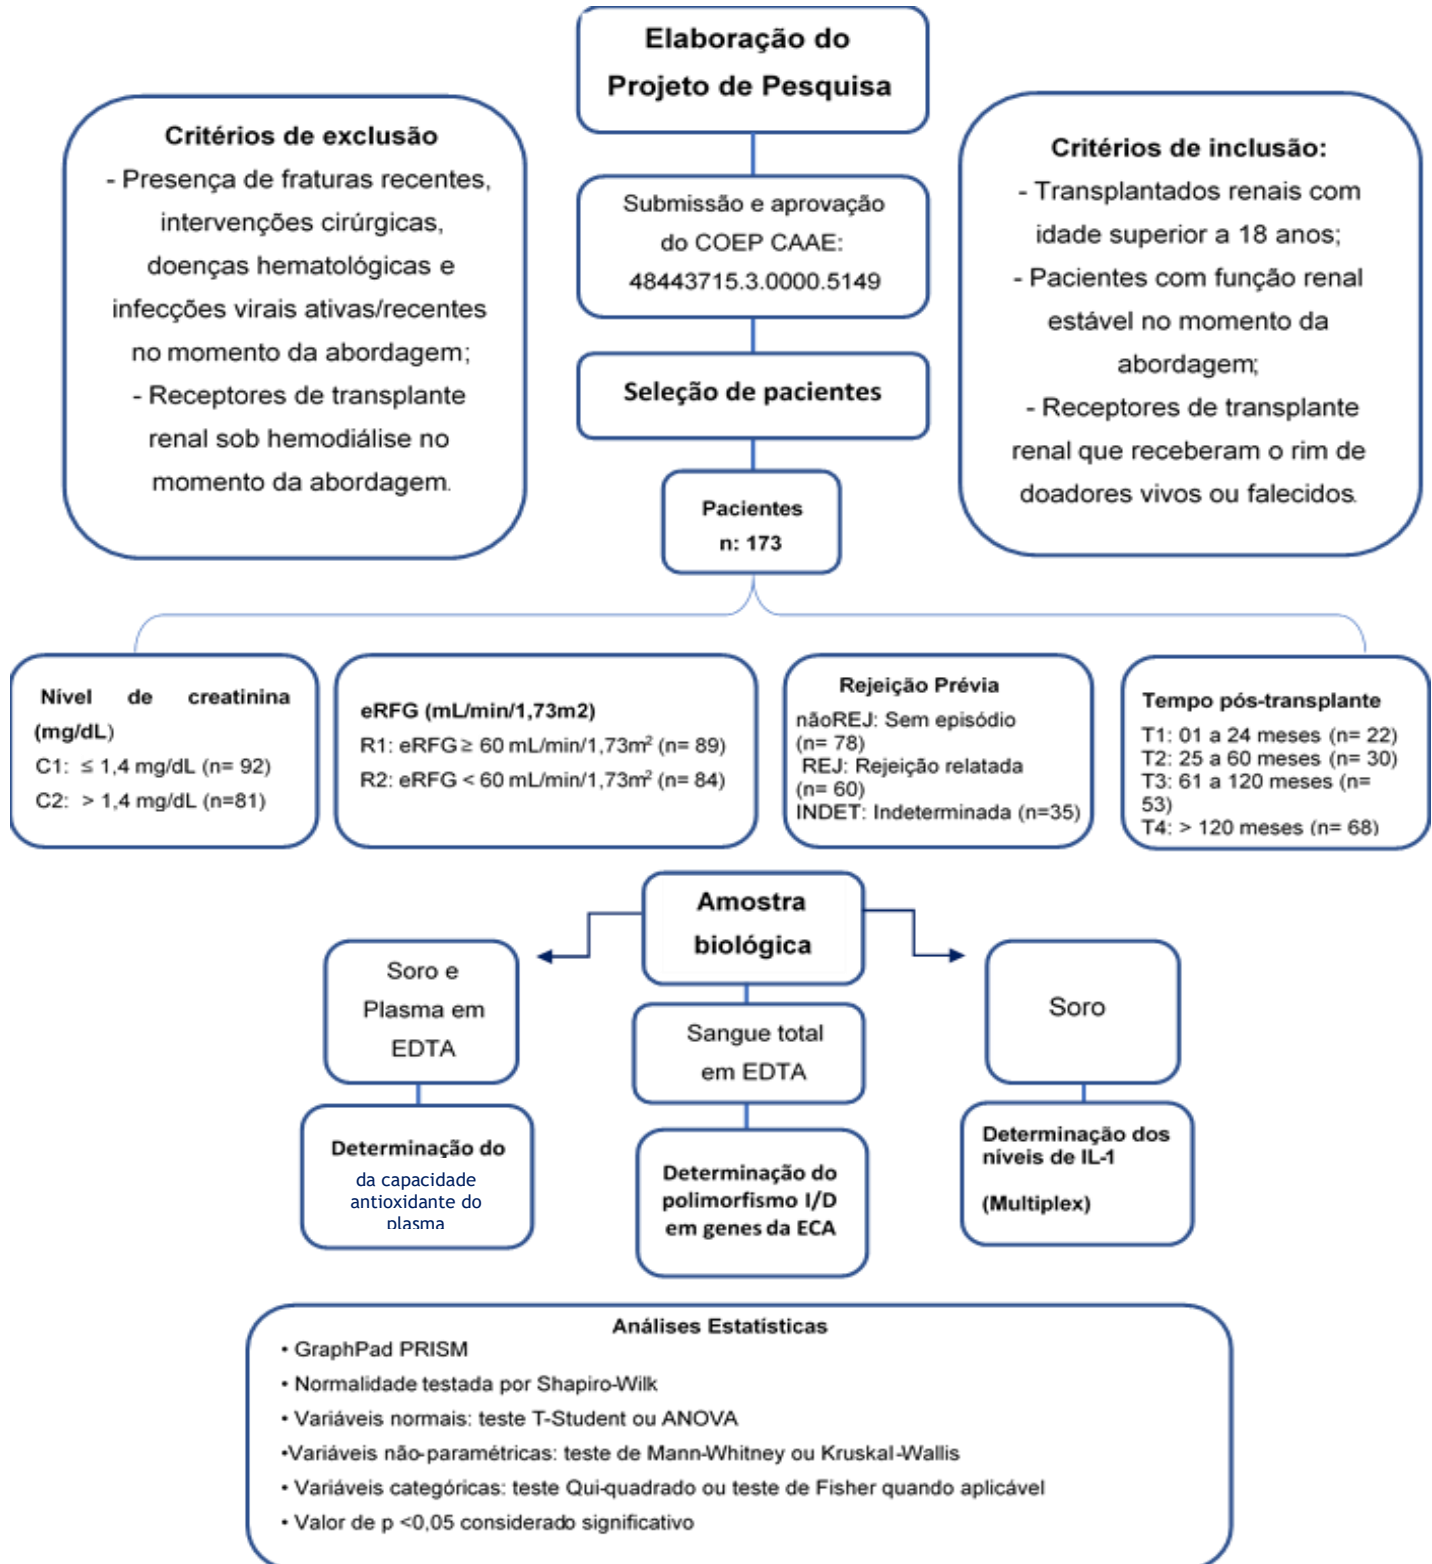 Elaboração do
Projeto de Pesquisa
Critérios de exclusão
- Presença de fraturas recentes,
intervenções cirúrgicas,
doenças hematológicas e
infecções virais ativas/recentes
no momento da abordagem;
- Receptores de transplante
renal sob hemodiálise no
momento da abordagem.
Submissão e aprovação
do COEP CAAE:
48443715.3.0000.5149
Seleção de pacientes
Pacientes
n: 173
Critérios de inclusão:
- Transplantados renais com
idade superior a 18 anos;
- Pacientes com função renal
estável no momento da
abordagem;
- Receptores de transplante
renal que receberam o rim de
doadores vivos ou falecidos.
Nível de creatinina
(mg/dL)
C1: ≤ 1,4 mg/dL (n= 92)
C2: > 1,4 mg/dL (n=81)
eRFG (mL/min/1,73m2)
R1: eRFG ≥ 60 mL/min/1,73m² (n= 89)
R2: eRFG < 60 mL/min/1,73m² (n= 84)
Rejeição Prévia
nãoREJ: Sem episódio
(n= 78)
REJ: Rejeição relatada
(n= 60)
INDET: Indeterminada (n=35)
Tempo pós-transplante
T1: 01 a 24 meses (n= 22)
T2: 25 a 60 meses (n= 30)
T3: 61 a 120 meses (n=
53)
T4: > 120 meses (n= 68)
Amostra
biológica
Soro e
Plasma em
EDTA
Sangue total
em EDTA
Soro
Determinação do
da capacidade
antioxidante do
plasma
Determinação do
polimorfismo I/D
em genes da ECA
Determinação dos
níveis de IL-1
(Multiplex)
Análises Estatísticas
• GraphPad PRISM
• Normalidade testada por Shapiro-Wilk
• Variáveis normais: teste T-Student ou ANOVA
•Variáveis não-paramétricas: teste de Mann-Whitney ou Kruskal-Wallis
• Variáveis categóricas: teste Qui-quadrado ou teste de Fisher quando aplicável
• Valor de p <0,05 considerado significativo